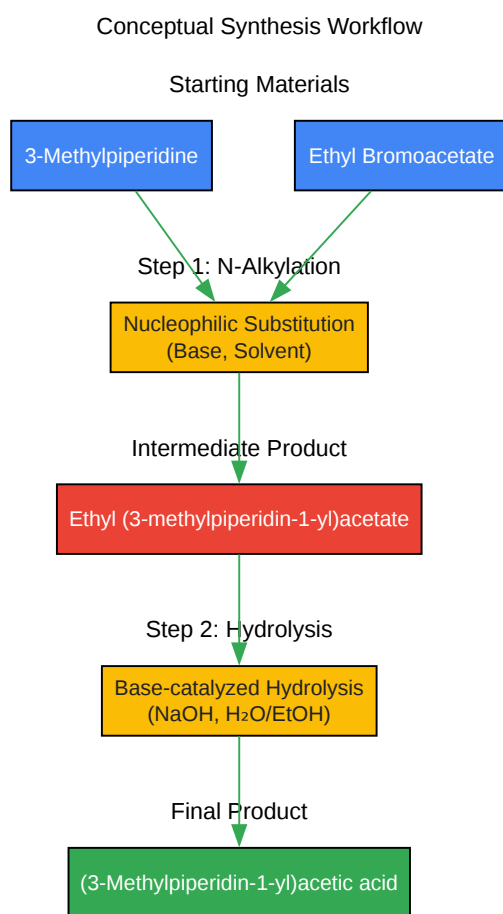 Conceptual Synthesis Workflow
Starting Materials
3-Methylpiperidine
Ethyl Bromoacetate
Step 1: N-Alkylation
Nucleophilic Substitution
(Base, Solvent)
Intermediate Product
Ethyl (3-methylpiperidin-1-yl)acetate
Step 2: Hydrolysis
Base-catalyzed Hydrolysis
(NaOH, H₂O/EtOH)
Final Product
(3-Methylpiperidin-1-yl)acetic acid